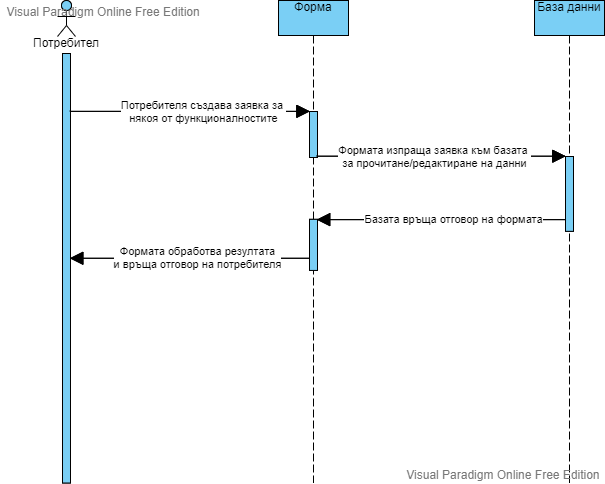 Visual Paradigm Online Free Edition
Потребител
Форма
База данни
Потребителя създава заявка за
някоя от функционалностите
Формата изпраща заявка към базата
за прочитане/редактиране на данни
Базата връща отговор на формата
Формата обработва резултата
и връща отговор на потребителя
Visual Paradigm Online Free Edition